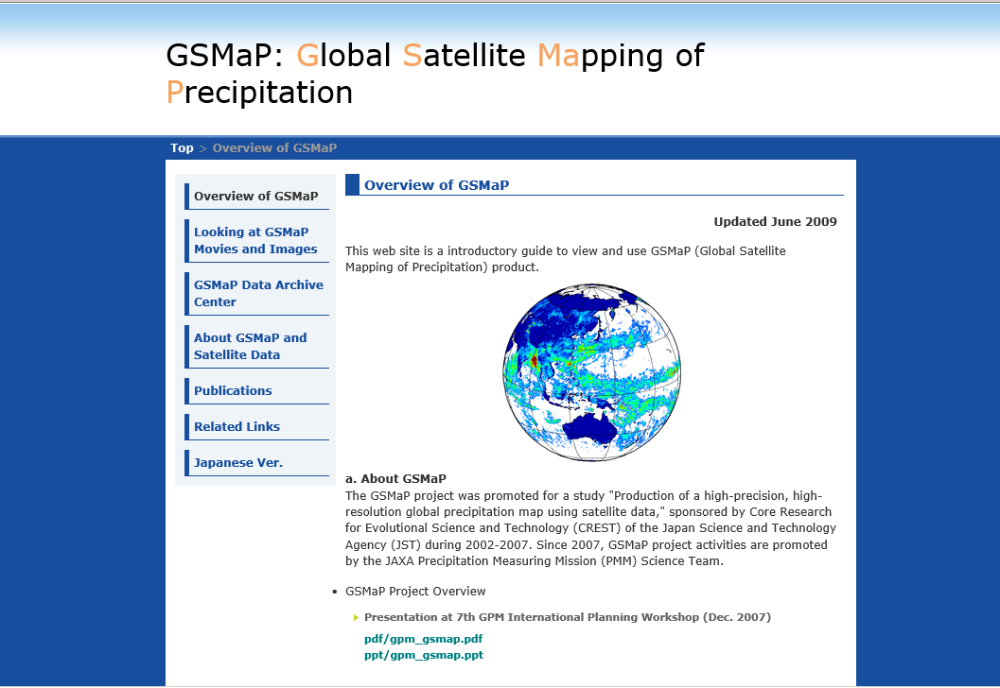 GSMaP: Global Satellite Mapping of
Precipitation
Top > Overview of GSMaP
Overview of GSMaP
Looking at GSMaP
Movies and Images
GSMaP Data Archive
Center
About GSMaP and
Satellite Data
Publications
Related Links
Japanese Ver.
Overview of GSMaP
Updated June 2009
This web site is a introductory guide to view and use GSMaP (Global Satellite
Mapping of Precipitation) product.
a. About GSMaP
The GSMaP project was promoted for a study "Production of a high-precision, high-
resolution global precipitation map using satellite data," sponsored by Core Research
for Evolutional Science and Technology (CREST) of the Japan Science and Technology
Agency (JST) during 2002-2007. Since 2007, GSMaP project activities are promoted
by the JAXA Precipitation Measuring Mission (PMM) Science Team.
• GSMaP Project Overview
Presentation at 7th GPM International Planning Workshop (Dec. 2007)
pdf/gpm_gsmap.pdf
ppt/gpm_gsmap.ppt